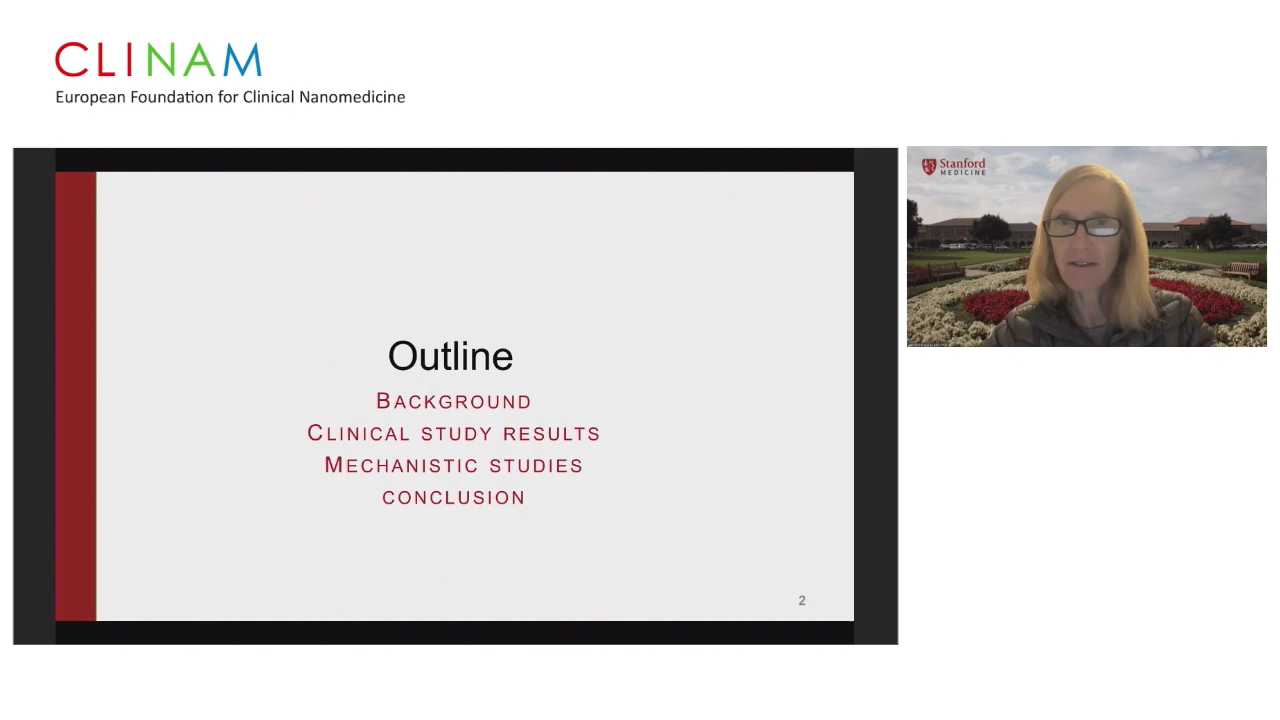 CLINAM
European Foundation for Clinical Nanomedicine
Stanford
MEDICINE
Outline
BACKGROUND
CLINICAL STUDY RESULTS
MECHANISTIC STUDIES
CONCLUSION
2